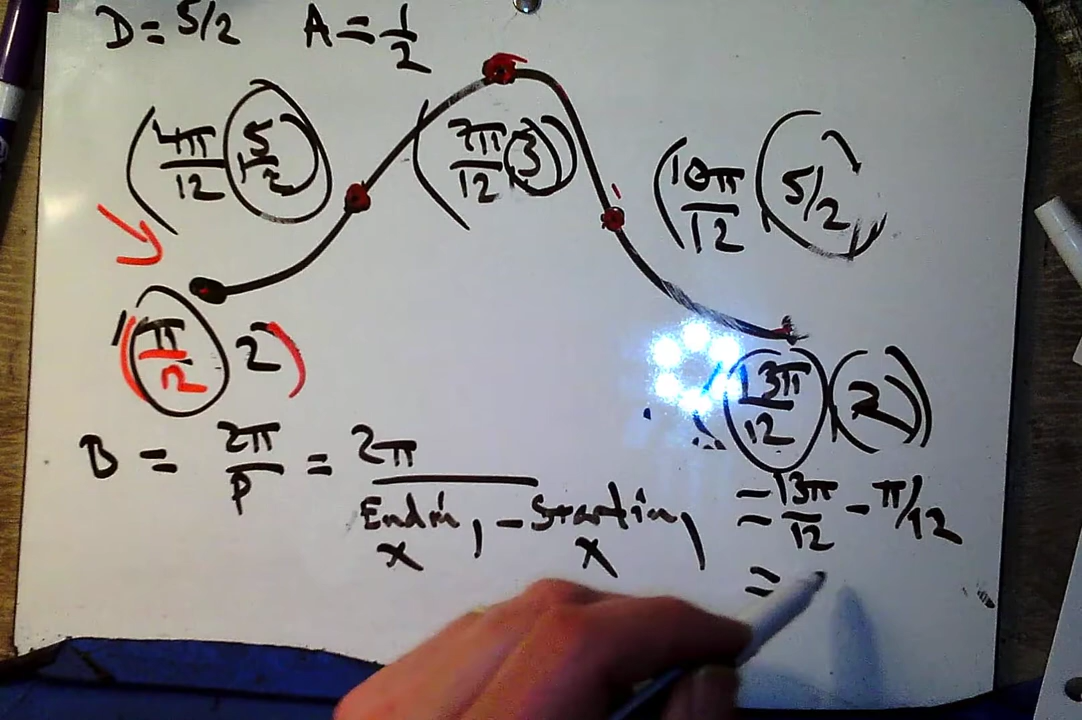 D = 5/2 A = 1/2
(4π/12 5/2) (7π/12 3) (10π/12 5/2)
(π/12 2) (13π/12) (2)
B = 2π/P = 2π/(Ending x - Starting x)
= 13π/12 - π/12
=